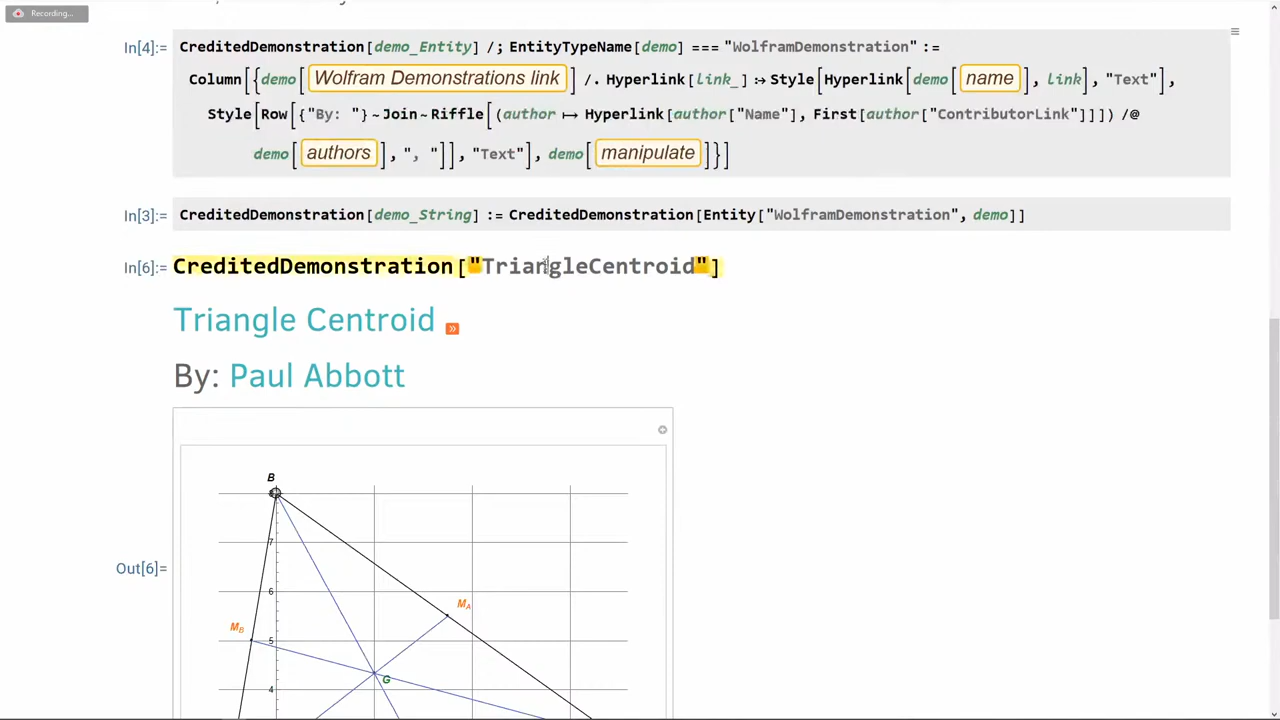 Recording...
In[4]:= CreditedDemonstration[demo_Entity] /; EntityTypeName[demo] === "WolframDemonstration" :=
Column[{demo[Wolfram Demonstrations link] /. Hyperlink[link_] :> Style[Hyperlink[demo[name], link], "Text"],
Style[Row[{"By: "}~Join~Riffle[(author ↦ Hyperlink[author["Name"], First[author["ContributorLink"]]]) /@
demo[authors], ", "]], "Text"], demo[manipulate]}]
In[3]:= CreditedDemonstration[demo_String] := CreditedDemonstration[Entity["WolframDemonstration", demo]]
In[6]:= CreditedDemonstration["TriangleCentroid"]
Triangle Centroid »
By: Paul Abbott
Out[6]=
B
7
6
M_A
M_B
5
G
4